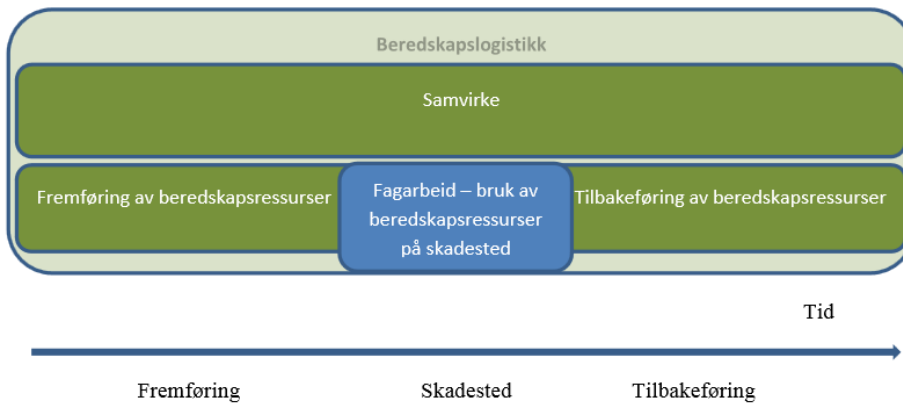 Beredskapslogistikk
Samvirke
Fremføring av beredskapsressurser
Fagarbeid – bruk av
beredskapsressurser
på skadested
Tilbakeføring av beredskapsressurser
Tid
Fremføring
Skadested
Tilbakeføring